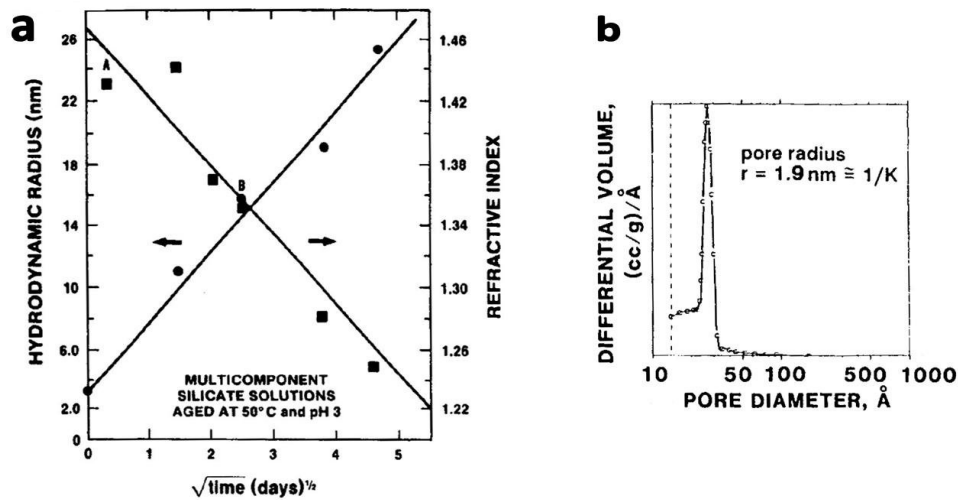 a
26
22
18
14
10
6.0
2.0
0
HYDRODYNAMIC RADIUS (nm)
A
B
MULTICOMPONENT
SILICATE SOLUTIONS
AGED AT 50°C and pH 3
0 1 2 3 4 5
√time (days)½
1.46
1.42
1.38
1.35
1.30
1.26
1.22
REFRACTIVE INDEX
b
DIFFERENTIAL VOLUME,
(cc/g)/Å
pore radius
r = 1.9 nm ≅ 1/K
10 50 100 500 1000
PORE DIAMETER, Å